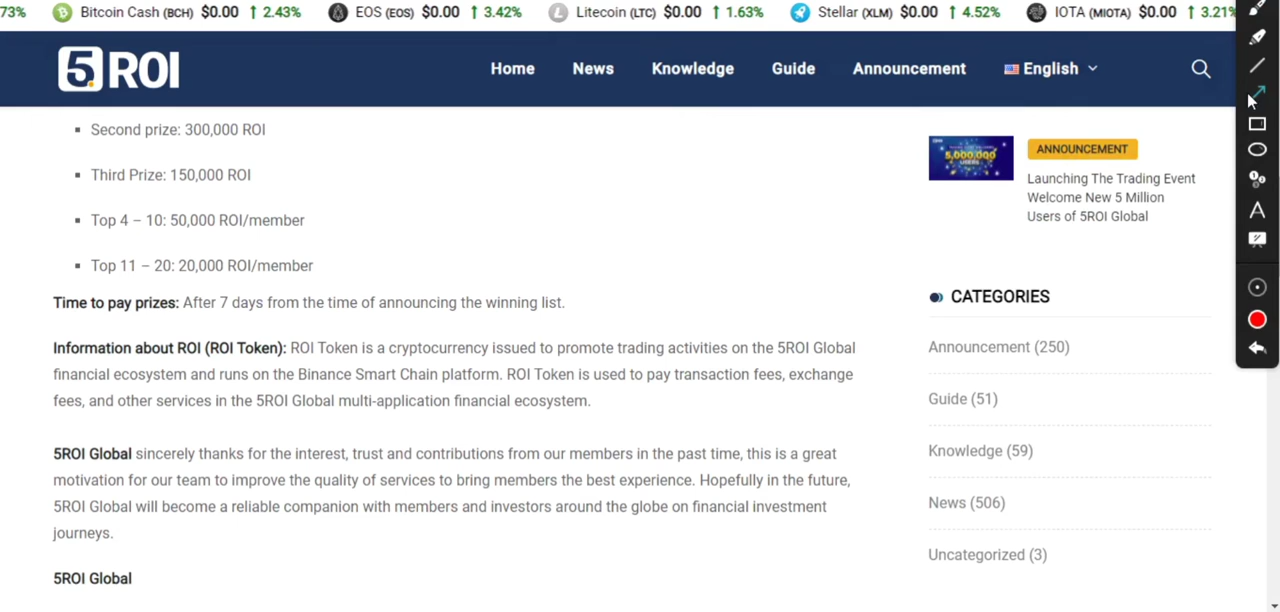 73% Bitcoin Cash (BCH) $0.00 ↑ 2.43% EOS (EOS) $0.00 ↑ 3.42% Litecoin (LTC) $0.00 ↑ 1.63% Stellar (XLM) $0.00 ↑ 4.52% IOTA (MIOTA) $0.00 ↑ 3.21%
5 ROI Home News Knowledge Guide Announcement English
▪ Second prize: 300,000 ROI
▪ Third Prize: 150,000 ROI
▪ Top 4 – 10: 50,000 ROI/member
▪ Top 11 – 20: 20,000 ROI/member
Time to pay prizes: After 7 days from the time of announcing the winning list.
Information about ROI (ROI Token): ROI Token is a cryptocurrency issued to promote trading activities on the 5ROI Global
financial ecosystem and runs on the Binance Smart Chain platform. ROI Token is used to pay transaction fees, exchange
fees, and other services in the 5ROI Global multi-application financial ecosystem.
5ROI Global sincerely thanks for the interest, trust and contributions from our members in the past time, this is a great
motivation for our team to improve the quality of services to bring members the best experience. Hopefully in the future,
5ROI Global will become a reliable companion with members and investors around the globe on financial investment
journeys.
5ROI Global
5,000,000
USERS
ANNOUNCEMENT
Launching The Trading Event
Welcome New 5 Million
Users of 5ROI Global
CATEGORIES
Announcement (250)
Guide (51)
Knowledge (59)
News (506)
Uncategorized (3)
A